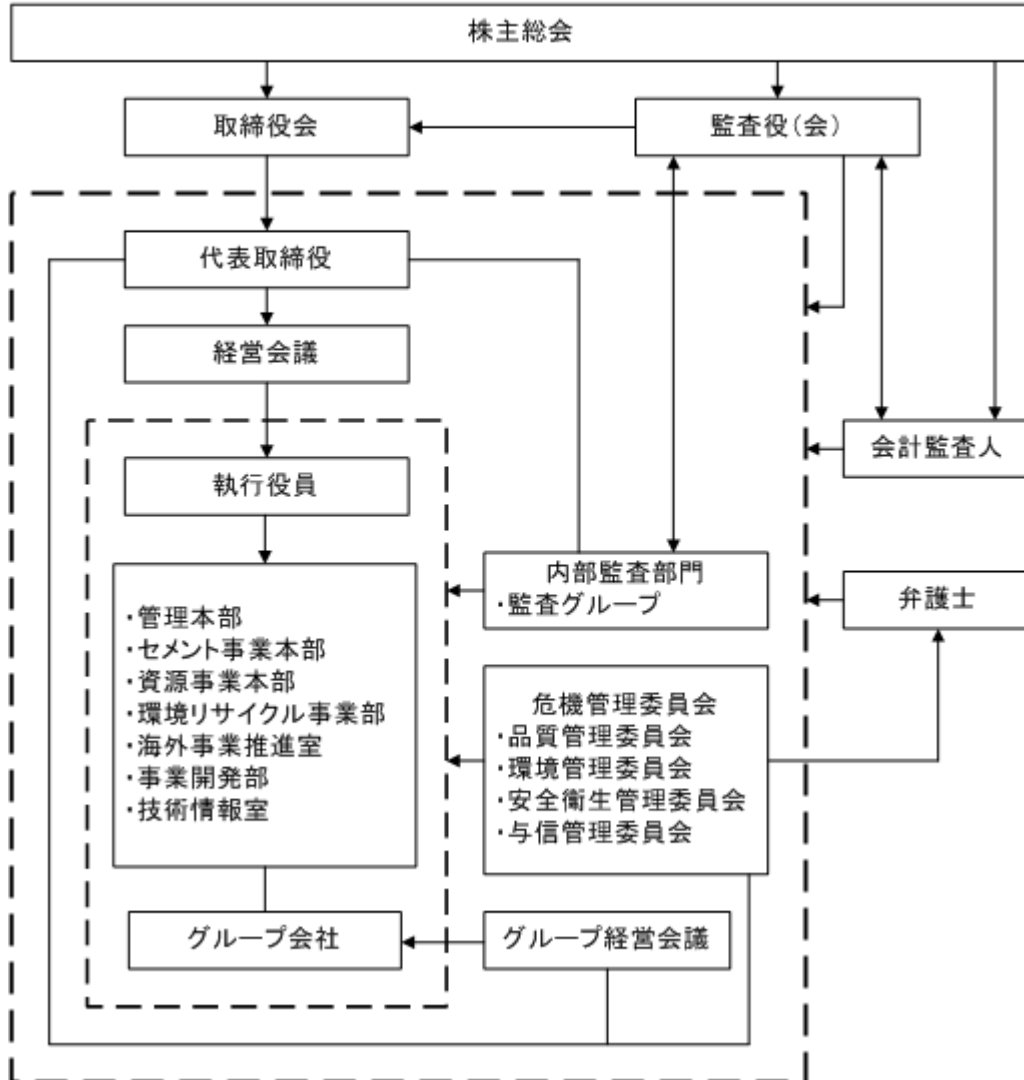 株主総会
取締役会
監査役(会)
代表取締役
経営会議
会計監査人
執行役員
内部監査部門
・監査グループ
弁護士
・管理本部
・セメント事業本部
・資源事業本部
・環境リサイクル事業部
・海外事業推進室
・事業開発部
・技術情報室
危機管理委員会
・品質管理委員会
・環境管理委員会
・安全衛生管理委員会
・与信管理委員会
グループ会社
グループ経営会議